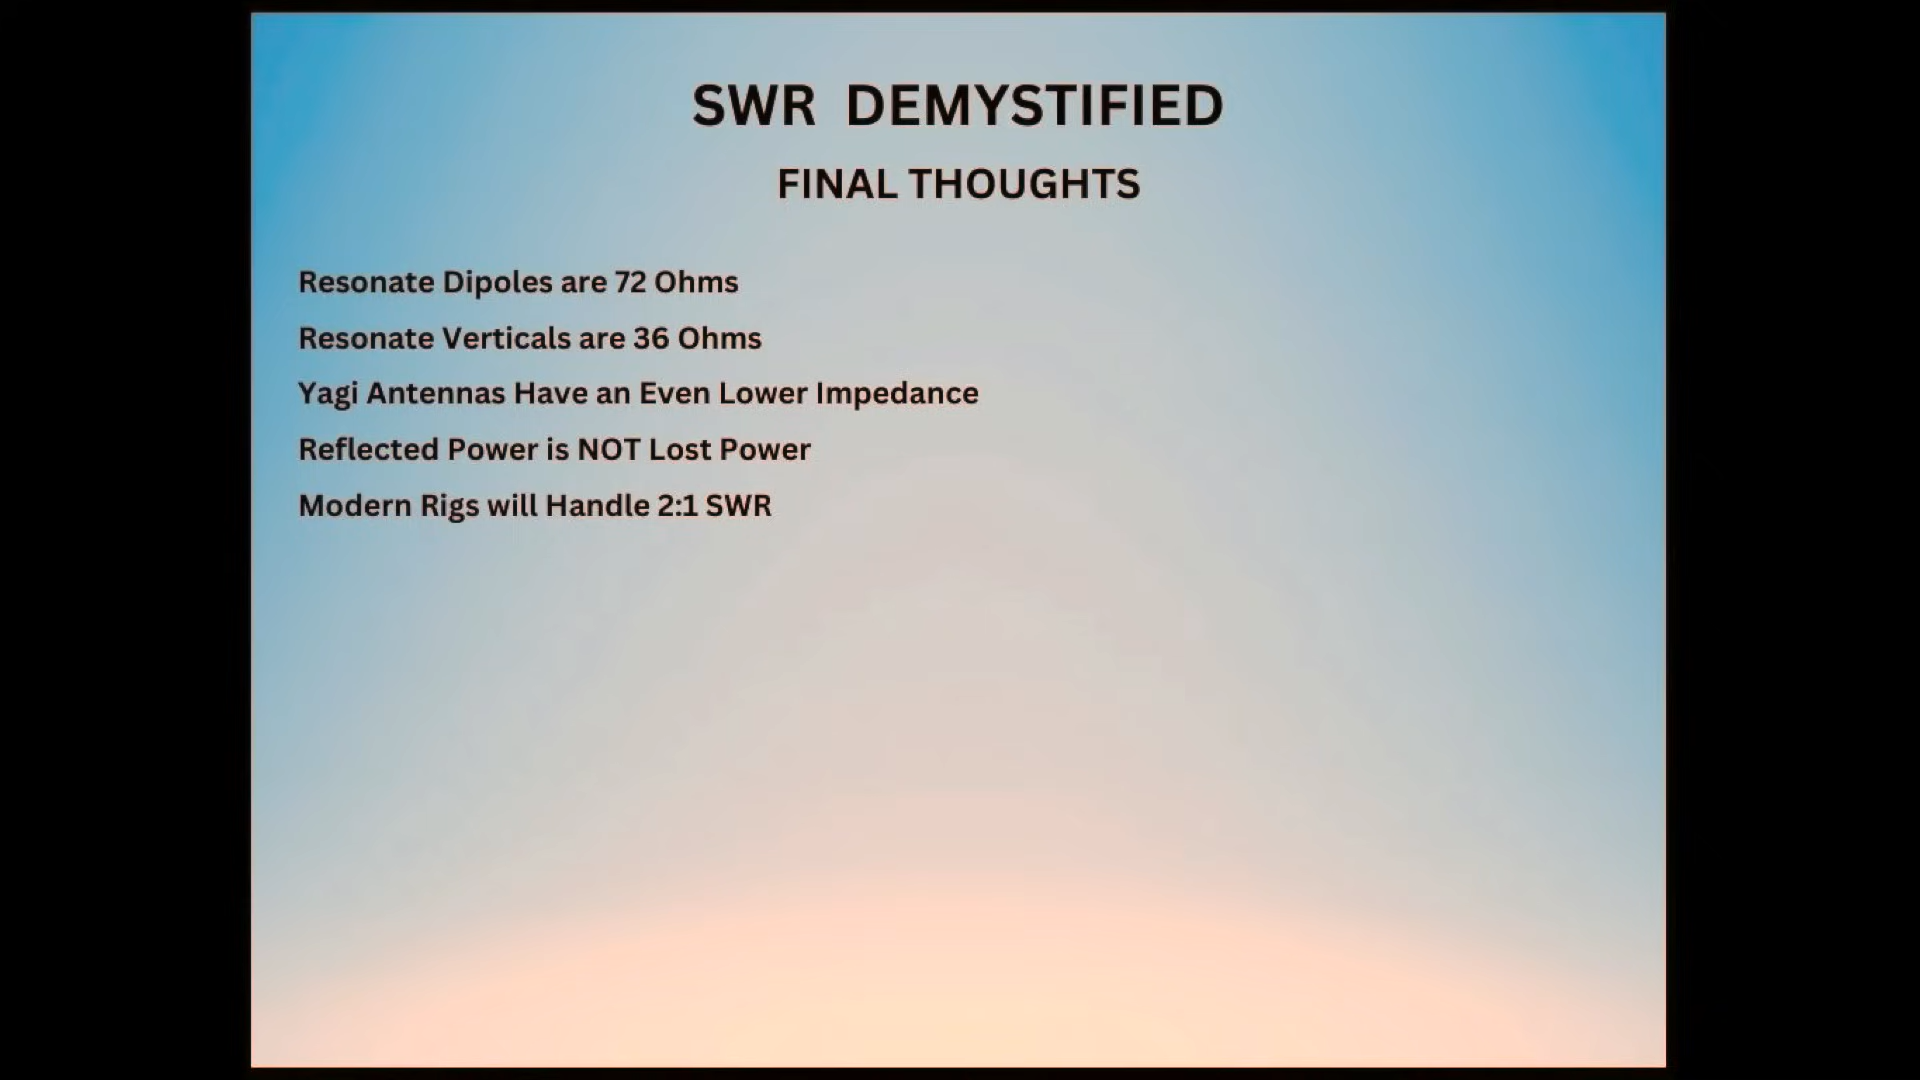 SWR DEMYSTIFIED
FINAL THOUGHTS
Resonate Dipoles are 72 Ohms
Resonate Verticals are 36 Ohms
Yagi Antennas Have an Even Lower Impedance
Reflected Power is NOT Lost Power
Modern Rigs will Handle 2:1 SWR